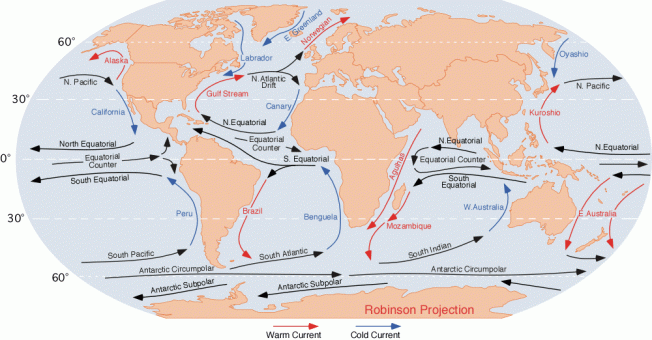 E. Greenland
Norwegian
60°
Labrador
Oyashio
Alaska
N. Pacific
N. Atlantic
Drift
N. Pacific
Gulf Stream
30°
California
Canary
Kuroshio
N.Equatorial
North Equatorial
Equatorial
Counter
N.Equatorial
N.Equatorial
0°
Equatorial
Counter
S. Equatorial
Equatorial Counter
Agulhas
South Equatorial
South
Equatorial
Peru
Brazil
Benguela
W.Australia
E.Australia
30°
Mozambique
South Pacific
South Atlantic
South Indian
60°
Antarctic Circumpolar
Antarctic Circumpolar
Antarctic Subpolar
Antarctic Subpolar
Robinson Projection
Warm Current
Cold Current